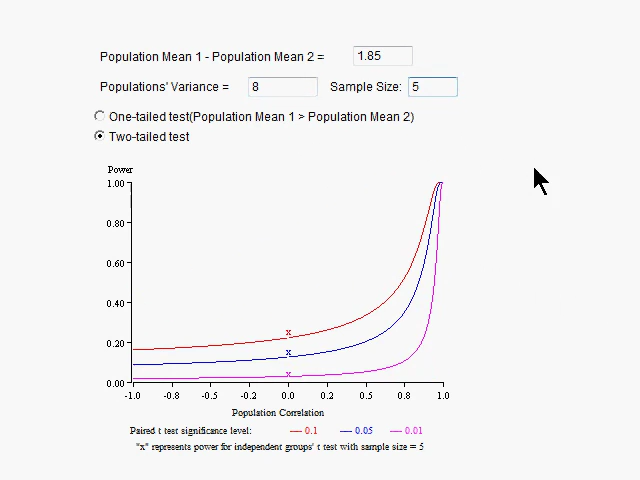 Population Mean 1 - Population Mean 2 = 1.85
Populations' Variance = 8 Sample Size: 5
One-tailed test(Population Mean 1 > Population Mean 2)
Two-tailed test
Power
1.00
0.80
0.60
0.40
0.20
0.00
x
x
x
-1.0 -0.8 -0.5 -0.2 0.0 0.2 0.5 0.8 1.0
Population Correlation
Paired t test significance level: 0.1 0.05 0.01
"x" represents power for independent groups' t test with sample size = 5